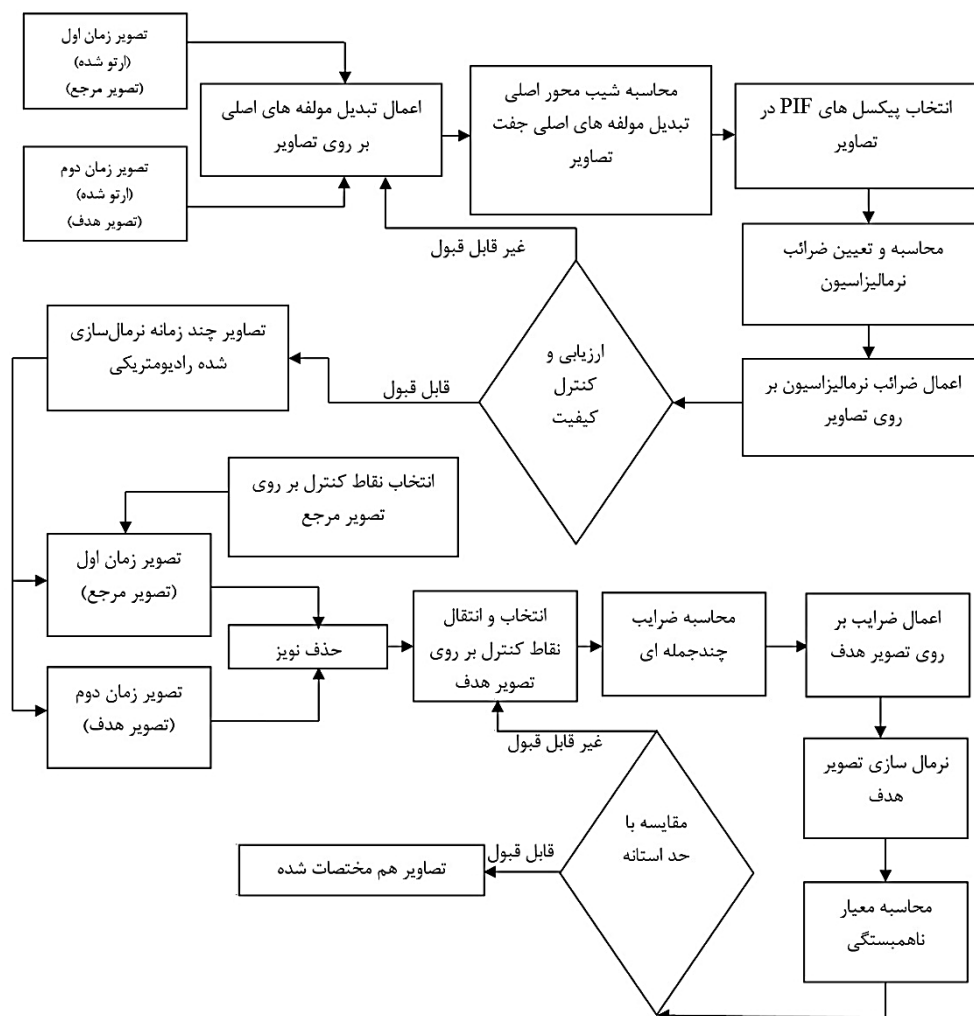 تصویر زمان اول
(ارتو شده)
(تصویر مرجع)
اعمال تبدیل مولفه های اصلی
بر روی تصاویر
محاسبه شیب محور اصلی
تبدیل مولفه های اصلی جفت
تصاویر
انتخاب پیکسل های PIF در
تصاویر
تصویر زمان دوم
(ارتو شده)
(تصویر هدف)
غیر قابل قبول
محاسبه و تعیین ضرائب
نرمالیزاسیون
تصاویر چند زمانه نرمال‌سازی
شده رادیومتریکی
قابل قبول
ارزیابی و
کنترل
کیفیت
اعمال ضرائب نرمالیزاسیون بر
روی تصاویر
انتخاب نقاط کنترل بر روی
تصویر مرجع
تصویر زمان اول
(تصویر مرجع)
حذف نویز
انتخاب و انتقال
نقاط کنترل بر روی
تصویر هدف
محاسبه ضرایب
چندجمله ای
اعمال ضرایب بر
روی تصویر هدف
تصویر زمان دوم
(تصویر هدف)
غیر قابل قبول
نرمال سازی تصویر
هدف
مقایسه با
حد استانه
قابل قبول
تصاویر هم مختصات شده
محاسبه معیار
ناهمبستگی